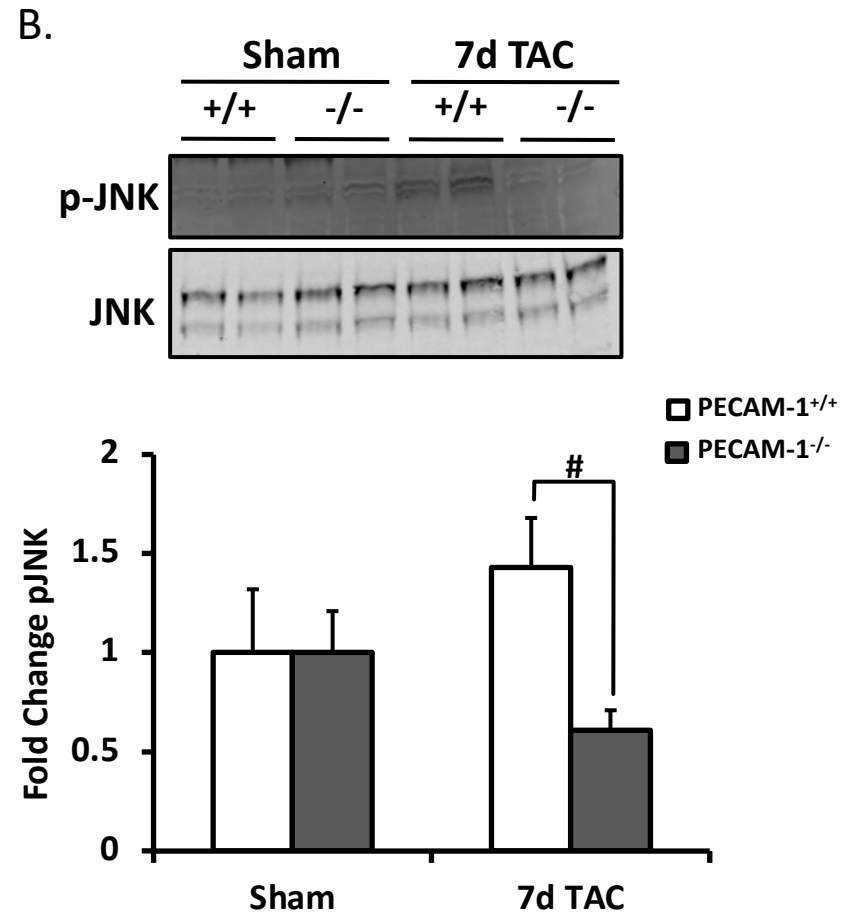 B.
Sham 7d TAC
+/+ -/- +/+ -/-
p-JNK
JNK
PECAM-1+/+
PECAM-1-/-
2
#
1.5
1
0.5
0
Fold Change pJNK
Sham 7d TAC